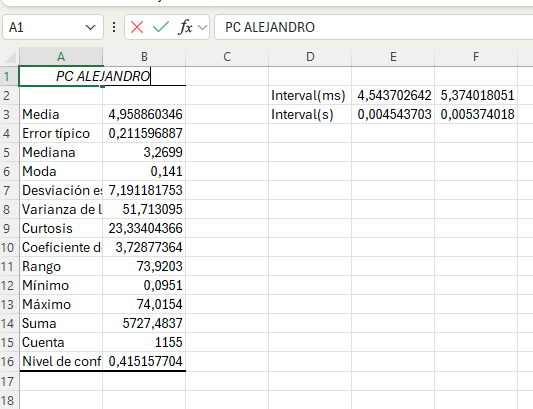 A1 fx PC ALEJANDRO
A B C D E F
1 PC ALEJANDRO
2 Interval(ms) 4,543702642 5,374018051
3 Media 4,958860346 Interval(s) 0,004543703 0,005374018
4 Error típico 0,211596887
5 Mediana 3,2699
6 Moda 0,141
7 Desviación es 7,191181753
8 Varianza de l 51,713095
9 Curtosis 23,33404366
10 Coeficiente d 3,72877364
11 Rango 73,9203
12 Mínimo 0,0951
13 Máximo 74,0154
14 Suma 5727,4837
15 Cuenta 1155
16 Nivel de conf 0,415157704
17
18